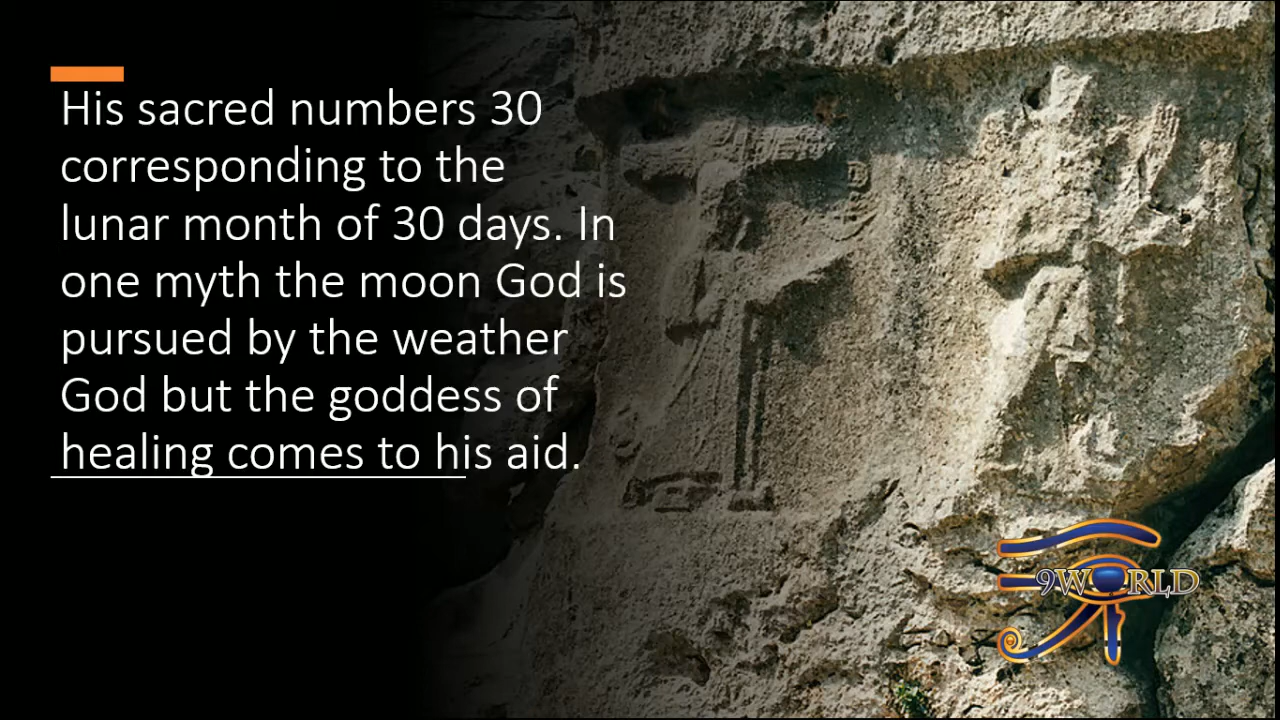 His sacred numbers 30
corresponding to the
lunar month of 30 days. In
one myth the moon God is
pursued by the weather
God but the goddess of
healing comes to his aid.
9WORLD